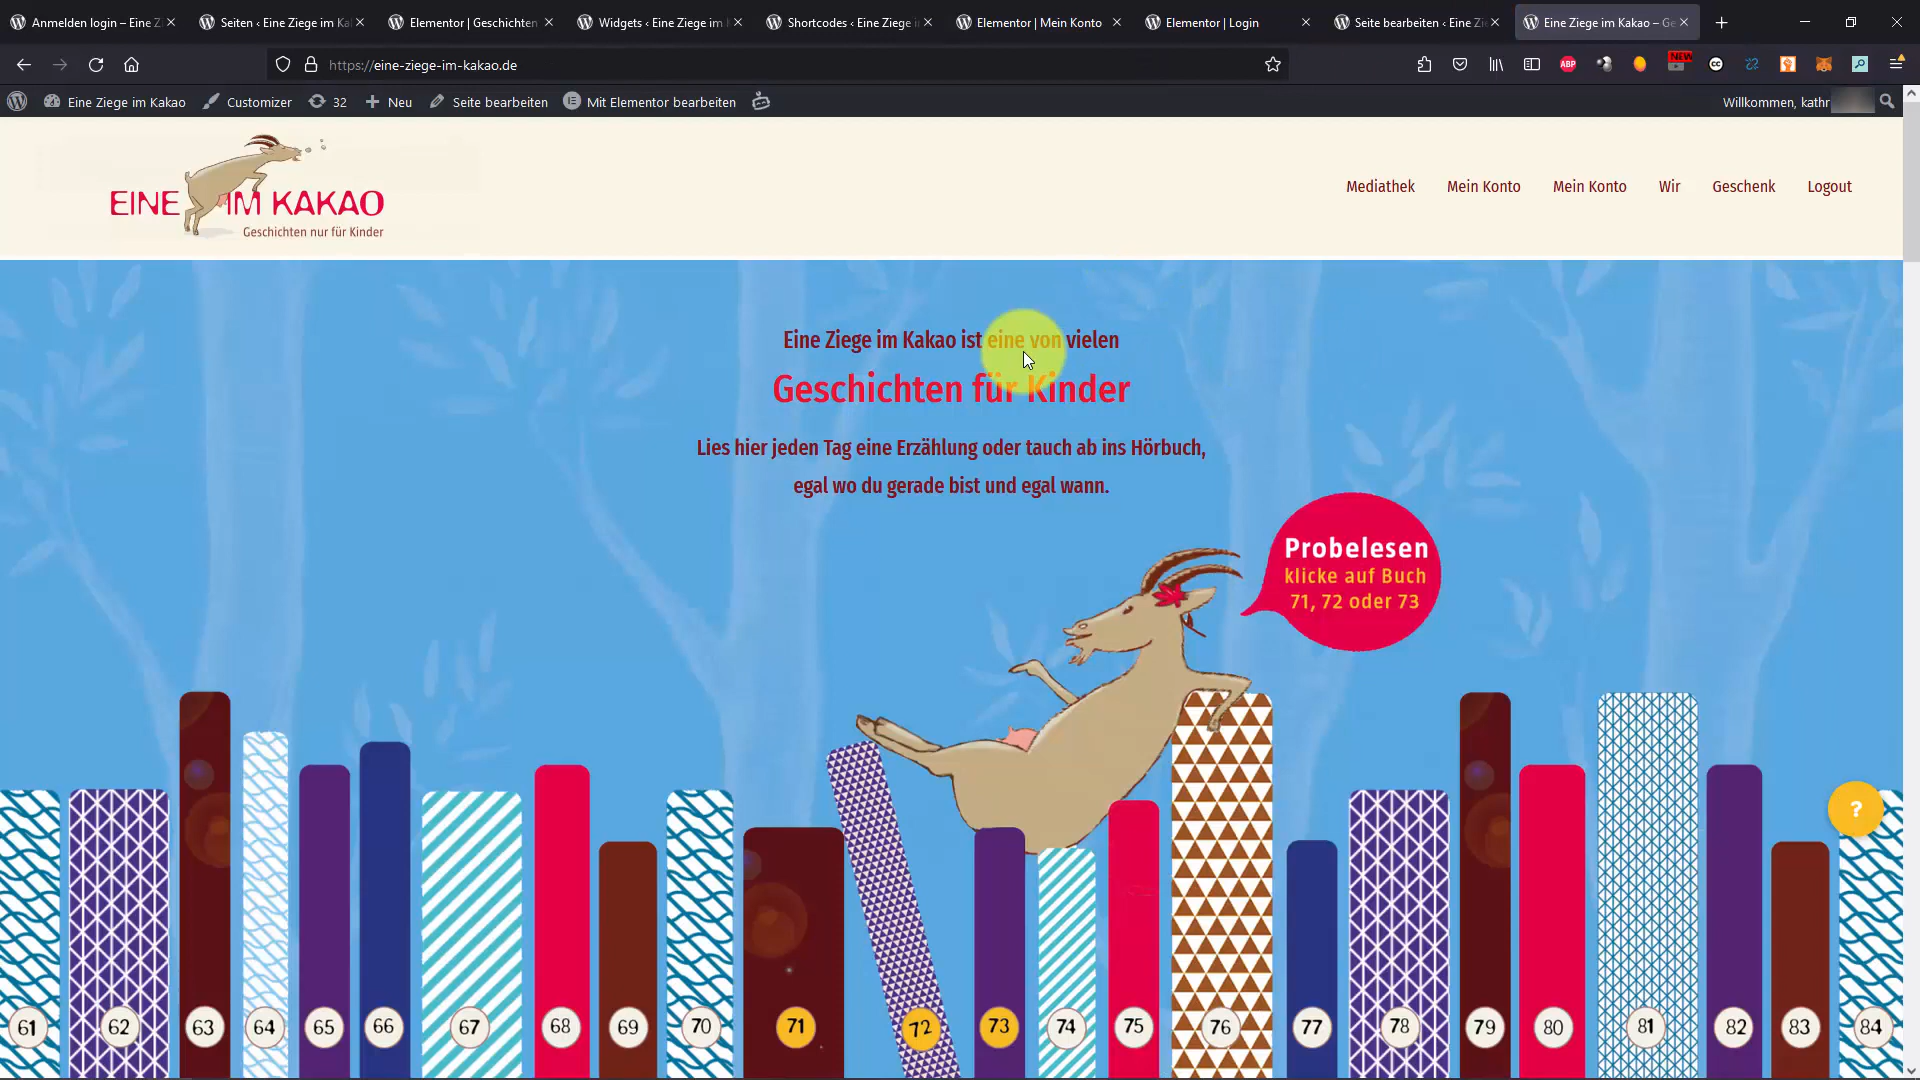 Anmelden login – Eine Zi
Seiten ‹ Eine Ziege im Ka
Elementor | Geschichten
Widgets ‹ Eine Ziege im
Shortcodes ‹ Eine Ziege i
Elementor | Mein Konto
Elementor | Login
Seite bearbeiten ‹ Eine Zi
Eine Ziege im Kakao – Ge
https://eine-ziege-im-kakao.de
ABP
NEW
CC
Eine Ziege im Kakao
Customizer
32
Neu
Seite bearbeiten
Mit Elementor bearbeiten
Willkommen, kathr
EINE IM KAKAO
Geschichten nur für Kinder
Mediathek
Mein Konto
Mein Konto
Wir
Geschenk
Logout
Eine Ziege im Kakao ist eine von vielen
Geschichten für Kinder
Lies hier jeden Tag eine Erzählung oder tauch ab ins Hörbuch,
egal wo du gerade bist und egal wann.
Probelesen
klicke auf Buch
71, 72 oder 73
?
61 62 63 64 65 66 67 68 69 70 71 72 73 74 75 76 77 78 79 80 81 82 83 84